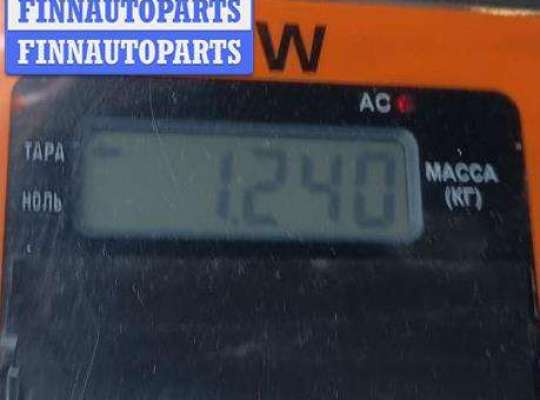 FINNAUTOPARTS
FINNAUTOPARTS
W
AC
ТАРА
1.240
МАССА
(КГ)
НОЛЬ